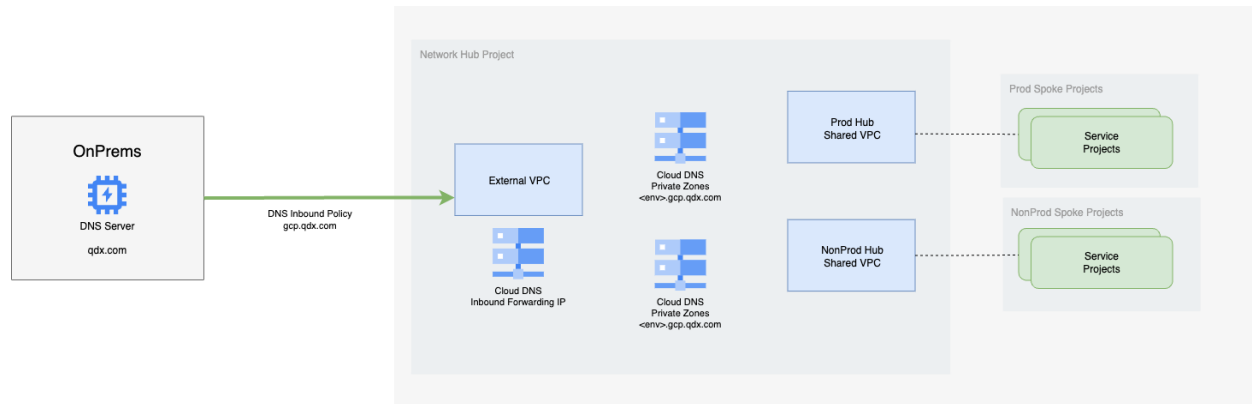 Network Hub Project
OnPrems
DNS Server
qdx.com
DNS Inbound Policy
gcp.qdx.com
External VPC
Cloud DNS
Inbound Forwarding IP
Cloud DNS
Private Zones
<env>.gcp.qdx.com
Cloud DNS
Private Zones
<env>.gcp.qdx.com
Prod Hub
Shared VPC
NonProd Hub
Shared VPC
Prod Spoke Projects
Service
Projects
NonProd Spoke Projects
Service
Projects